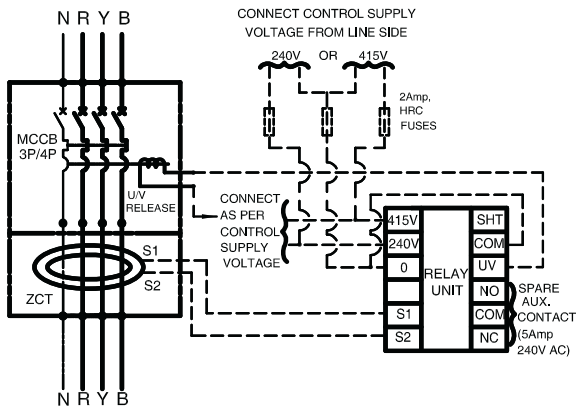 CONNECT CONTROL SUPPLY
VOLTAGE FROM LINE SIDE
N R Y B
240V OR 415V
2Amp,
HRC
FUSES
MCCB
3P/4P
U/V
RELEASE
CONNECT
AS PER
CONTROL
SUPPLY
VOLTAGE
415V
240V
0
S1
S2
RELAY
UNIT
SHT
COM
UV
NO
COM
NC
SPARE
AUX.
CONTACT
(5Amp
240V AC)
S1
S2
ZCT
N R Y B